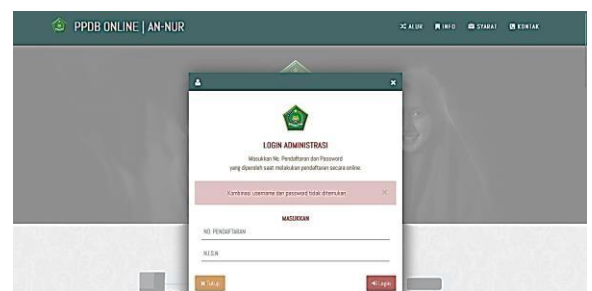 PPDB ONLINE | AN-NUR
ALUR INFO SYARAT KONTAK
LOGIN ADMINISTRASI
Masukkan No. Pendaftaran dan Password
yang diperoleh saat melakukan pendaftaran secara online.
Kombinasi username dan password tidak ditemukan
MASUKKAN
NO. PENDAFTARAN
N.I.S.N
Tutup
Login